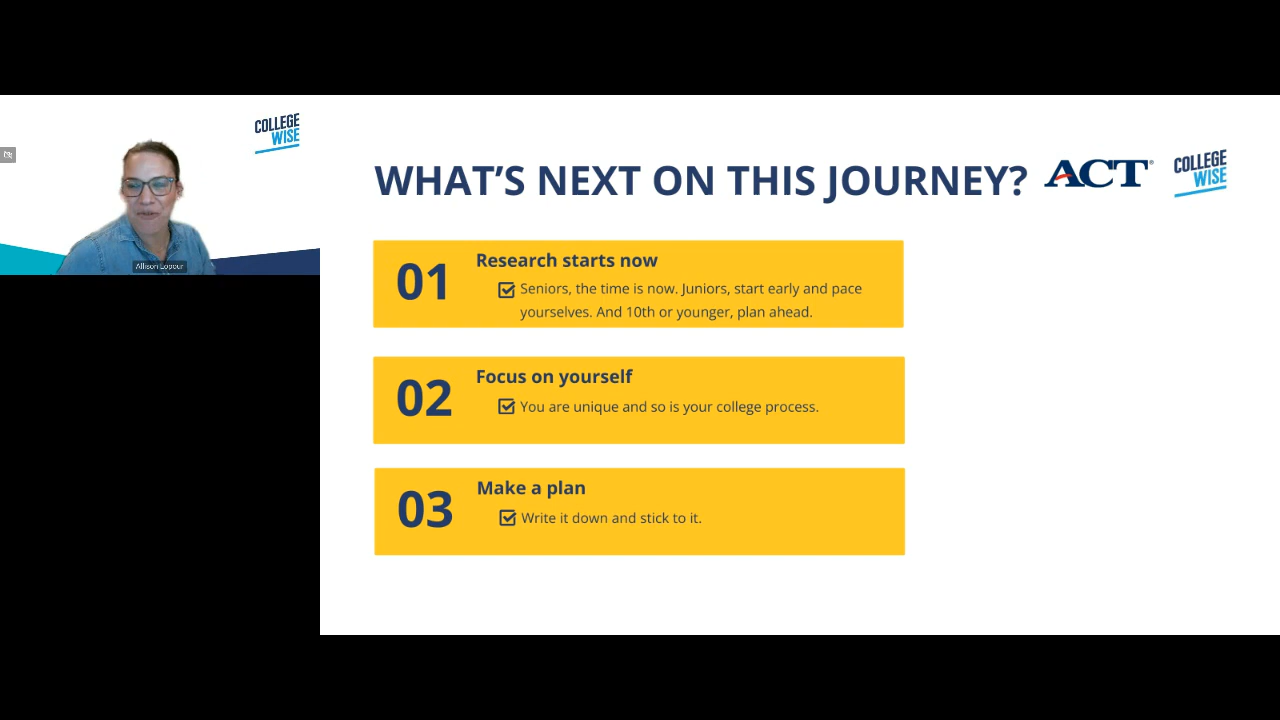 COLLEGE
WISE
Allison Lopour
WHAT'S NEXT ON THIS JOURNEY?
ACT®
COLLEGE
WISE
01
Research starts now
Seniors, the time is now. Juniors, start early and pace
yourselves. And 10th or younger, plan ahead.
02
Focus on yourself
You are unique and so is your college process.
03
Make a plan
Write it down and stick to it.